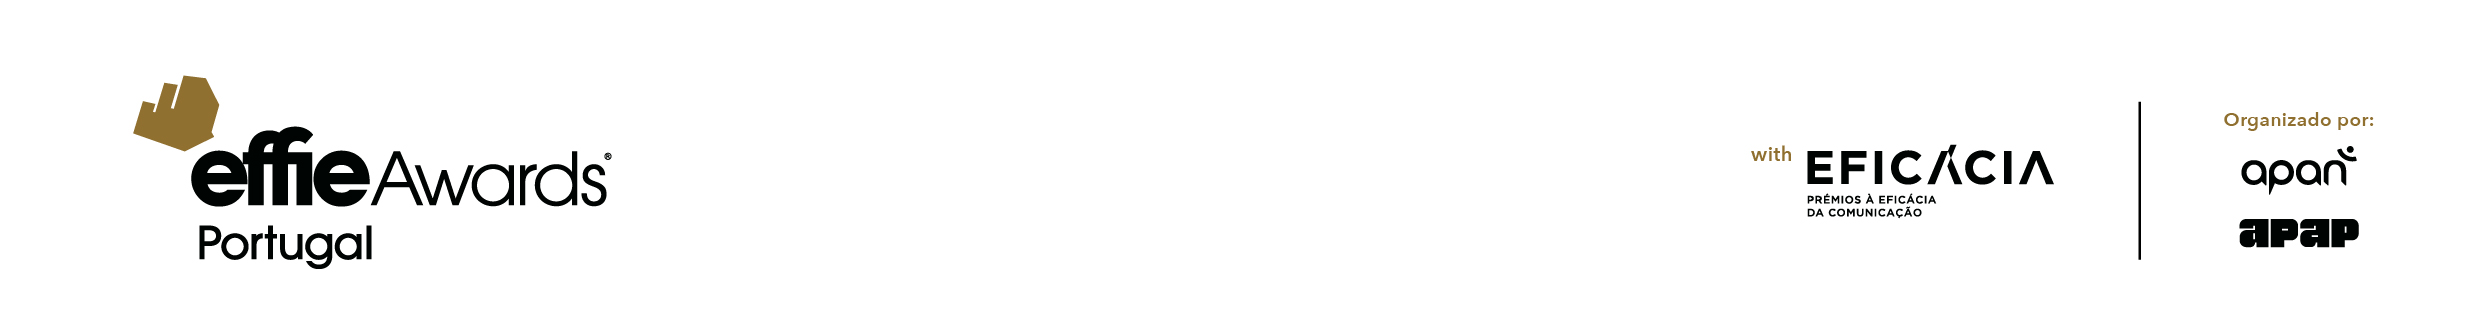 effie Awards®
Portugal
with EFICÁCIA
PRÉMIOS À EFICÁCIA
DA COMUNICAÇÃO
Organizado por:
apan
apap